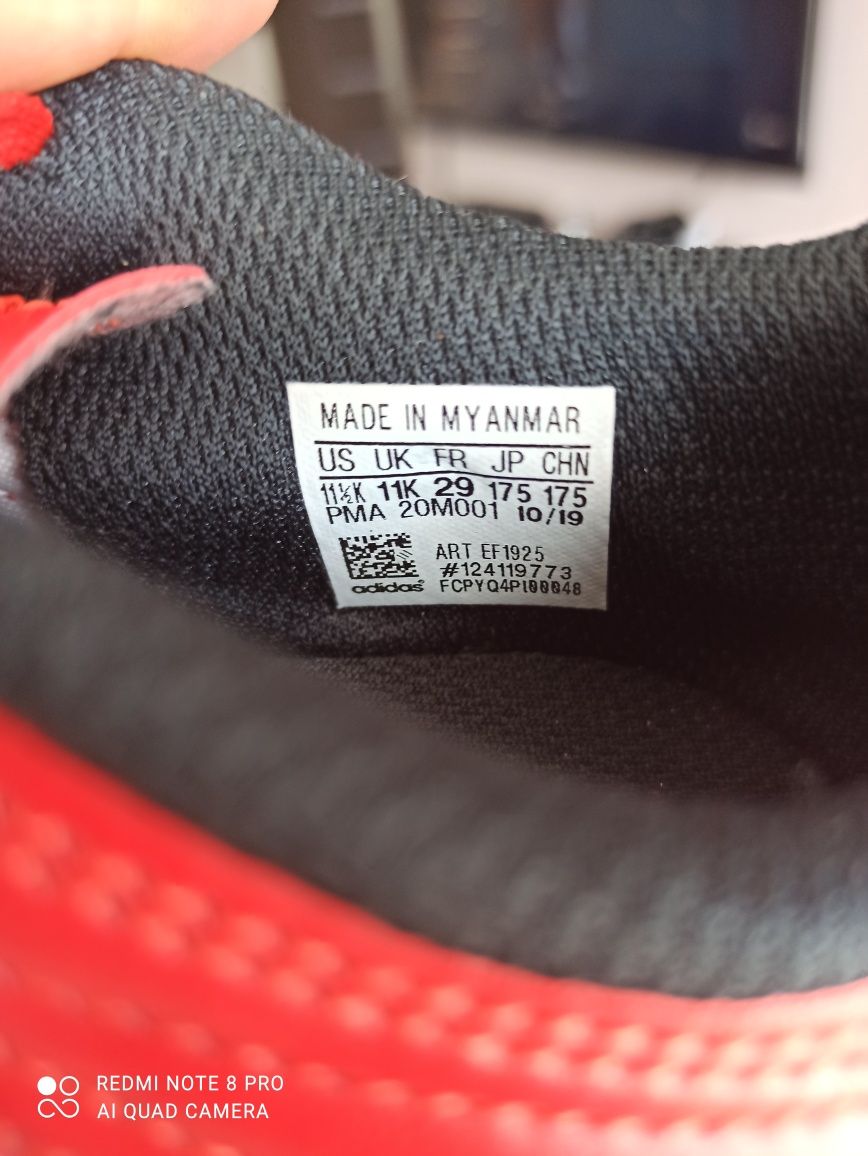 MADE IN MYANMAR
US UK FR JP CHN
11½K 11K 29 175 175
PMA 20M001 10/19
ART EF1925
#124119773
adidas FCPYQ4PI00048
REDMI NOTE 8 PRO
AI QUAD CAMERA